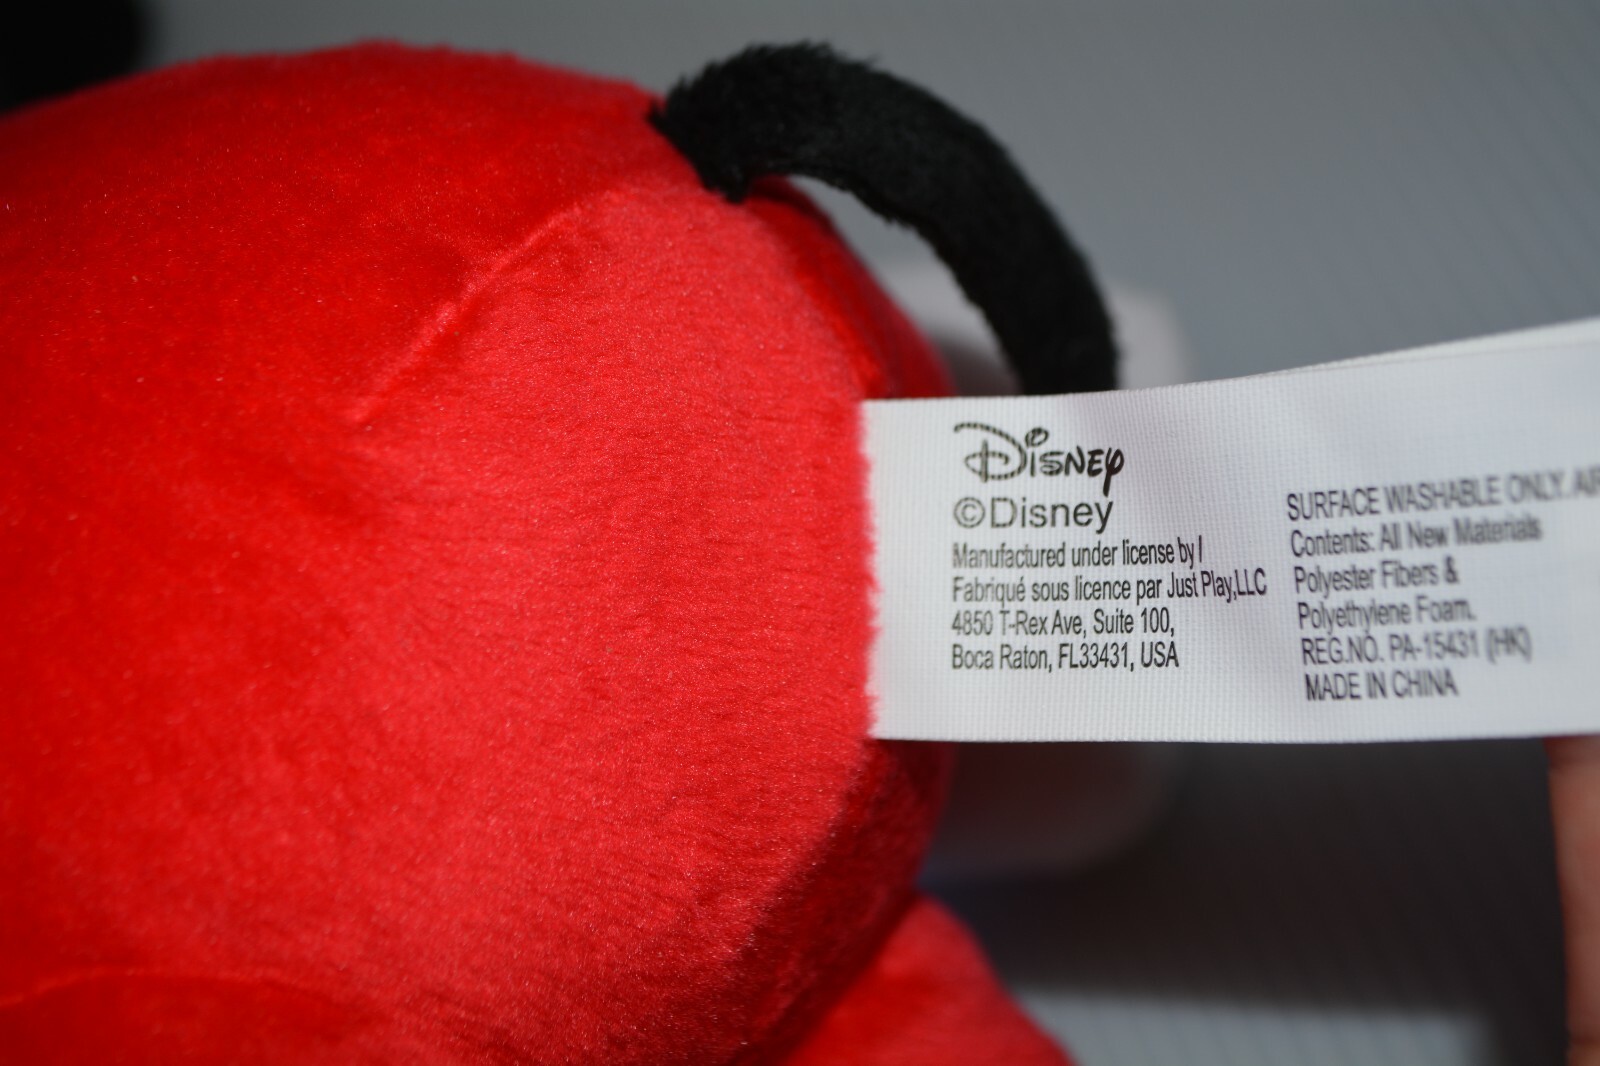 Disney
©Disney
Manufactured under license by /
Fabriqué sous licence par Just Play,LLC
4850 T-Rex Ave, Suite 100,
Boca Raton, FL33431, USA
SURFACE WASHABLE ONLY. AIR
Contents: All New Materials
Polyester Fibers &
Polyethylene Foam.
REG.NO. PA-15431 (HK)
MADE IN CHINA